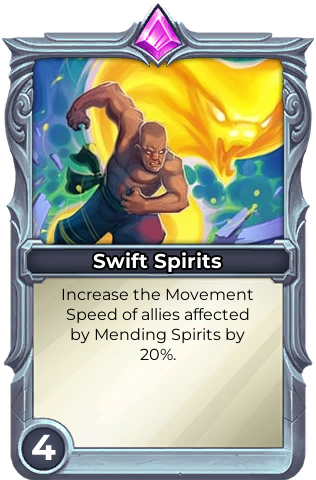 Swift Spirits
Increase the Movement
Speed of allies affected
by Mending Spirits by
20%.
4